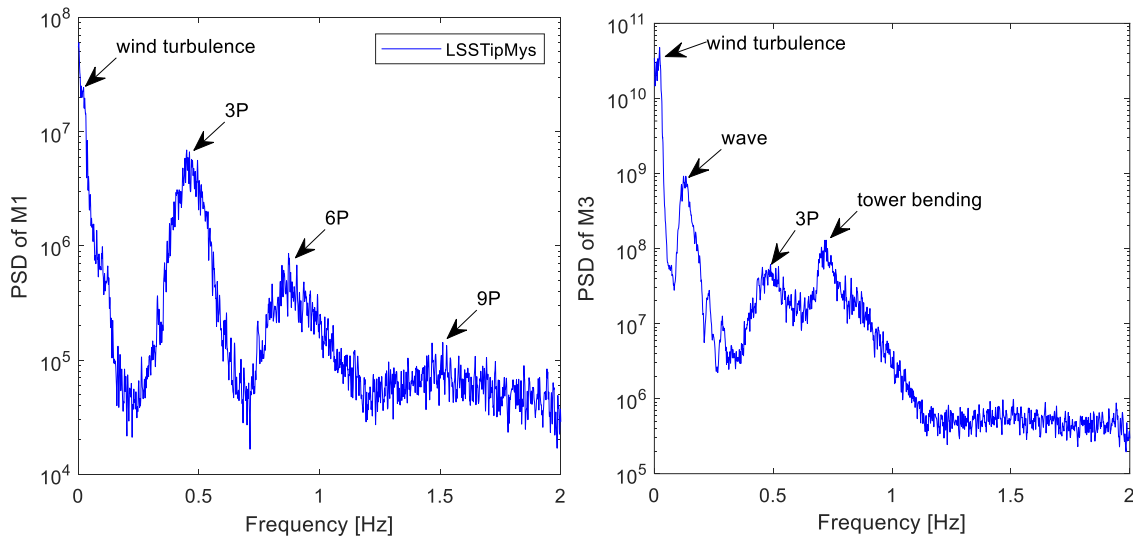 10^8
10^7
10^6
10^5
10^4
PSD of M1
wind turbulence
LSSTipMys
3P
6P
9P
0
0.5
1
1.5
2
Frequency [Hz]
10^11
10^10
10^9
10^8
10^7
10^6
10^5
PSD of M3
wind turbulence
wave
3P
tower bending
0
0.5
1
1.5
2
Frequency [Hz]